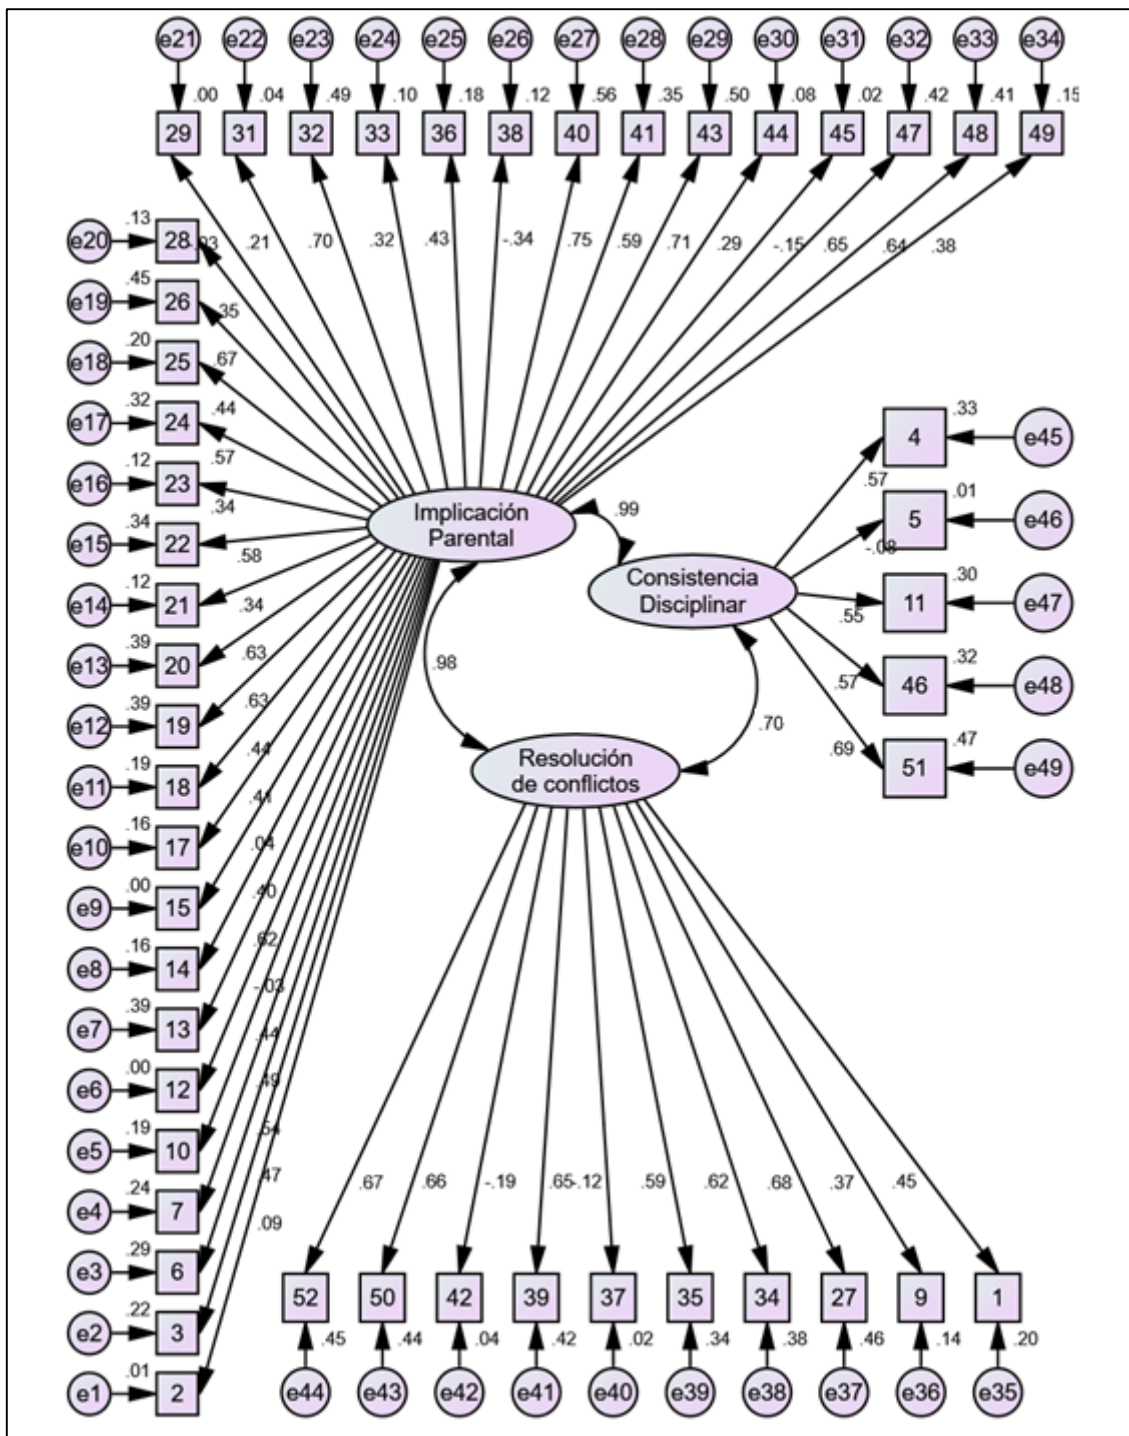 e21 e22 e23 e24 e25 e26 e27 e28 e29 e30 e31 e32 e33 e34
.00 .04 .49 .10 .18 .12 .56 .35 .50 .08 .02 .42 .41 .15
29 31 32 33 36 38 40 41 43 44 45 47 48 49
.21 .70 .32 .43 -.34 .75 .59 .71 .29 -.15 .65 .64 .38
.13
e20 28
.45
e19 26 .35
.20
e18 25 .67
.32
e17 24 .44
.12 .57
e16 23
.34
.34
e15 22
.58
.12
e14 21 .34
.39
e13 20 .63
.39 .63
e12 19
.44
.19
e11 18
.41
.16
e10 17 .04
.00 .40
e9 15
.62
.16
e8 14
-.03
.39
e7 13 .44
.00 .49
e6 12
.54
.19
e5 10
.47
.24
e4 7 .09
.29
e3 6
.22
e2 3
.01
e1 2
Implicación
Parental
.99
Consistencia
Disciplinar
.98
.70
Resolución
de conflictos
.33
4 e45
.57
.01
5 e46
-.08
.30
11 e47
.55
.32
46 e48
.57
.47
51 e49
.69
.67 .66 -.19 .65 -.12 .59 .62 .68 .37 .45
52 50 42 39 37 35 34 27 9 1
.45 .44 .04 .42 .02 .34 .38 .46 .14 .20
e44 e43 e42 e41 e40 e39 e38 e37 e36 e35